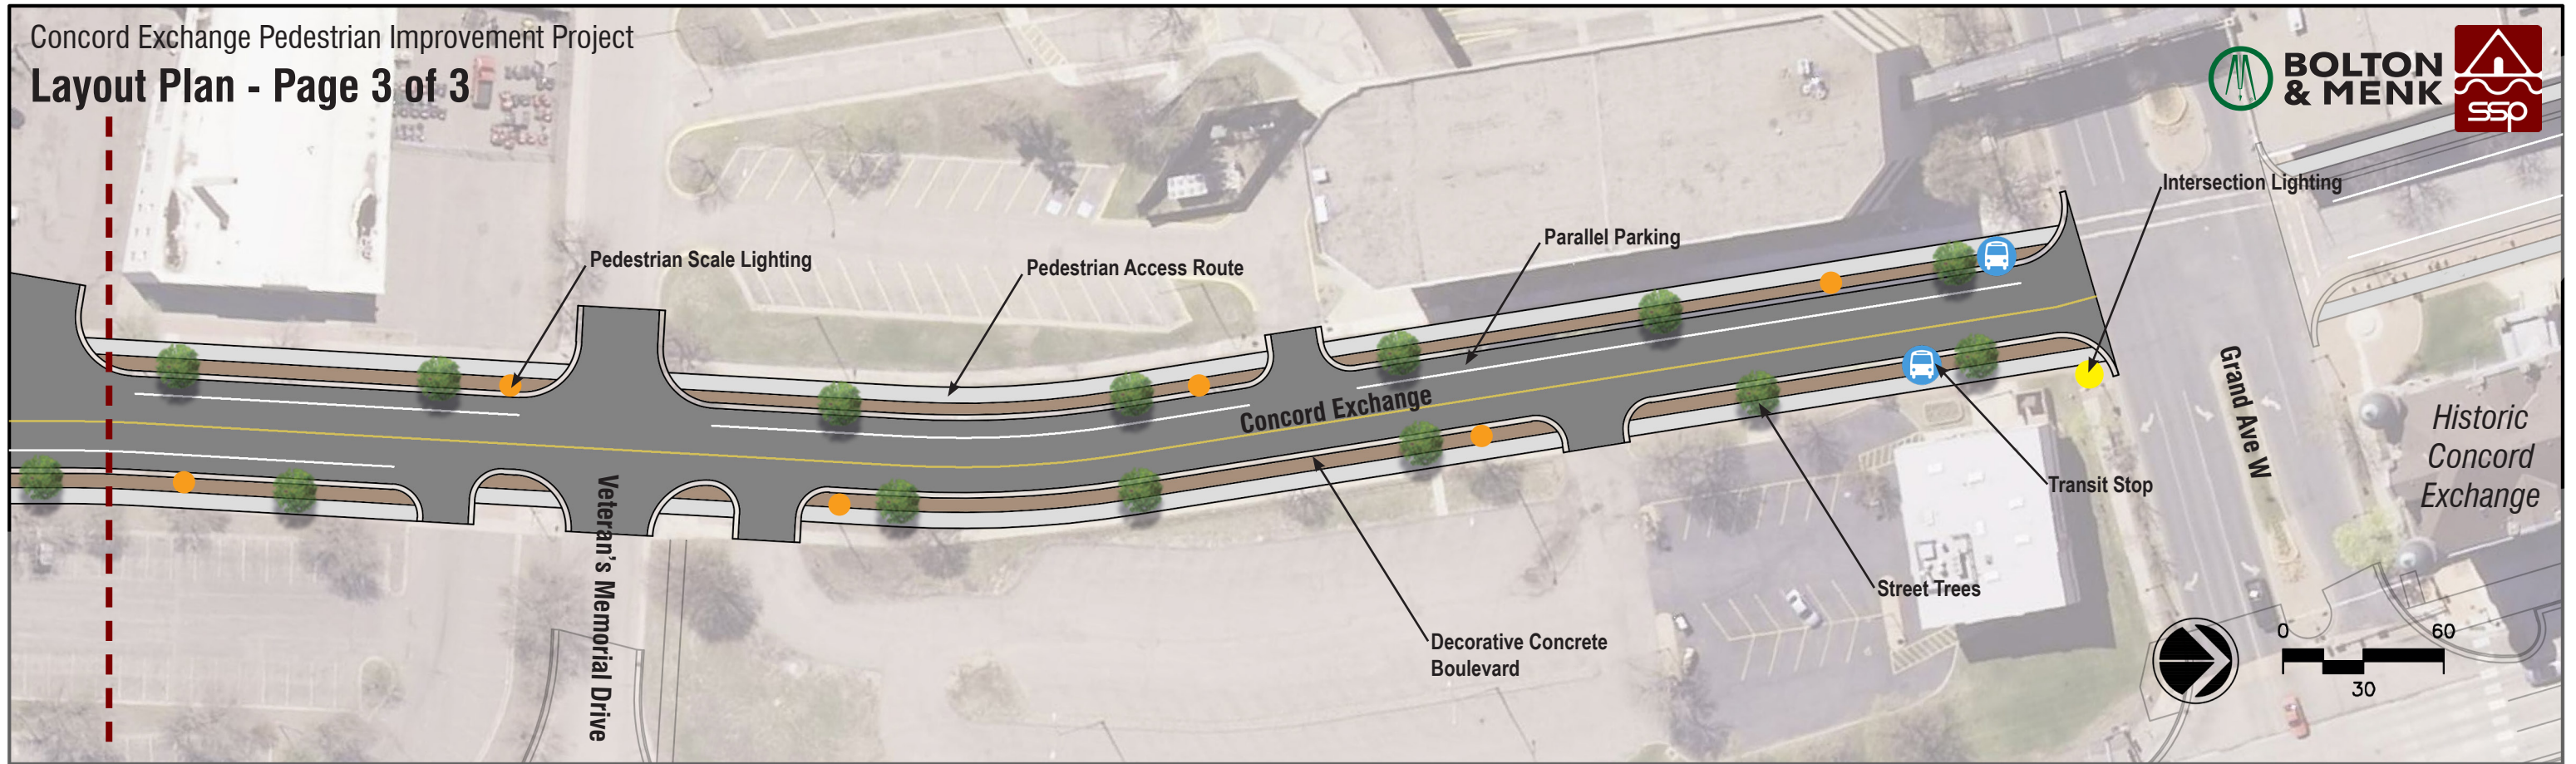 Concord Exchange Pedestrian Improvement Project
Layout Plan - Page 3 of 3
BOLTON
& MENK
ssp
Intersection Lighting
Parallel Parking
Pedestrian Scale Lighting
Pedestrian Access Route
Concord Exchange
Grand Ave W
Historic
Concord
Exchange
Transit Stop
Veteran's Memorial Drive
Street Trees
Decorative Concrete
Boulevard
0 60
30